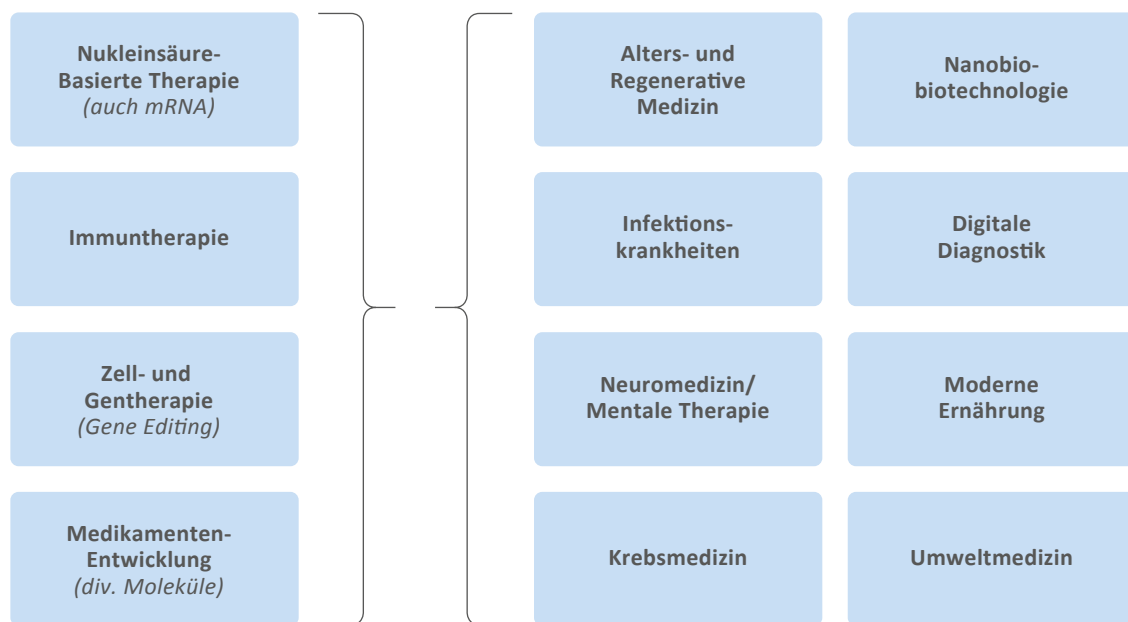 Nukleinsäure-
Basierte Therapie
(auch mRNA)
Alters- und
Regenerative
Medizin
Nanobio-
biotechnologie
Immuntherapie
Infektions-
krankheiten
Digitale
Diagnostik
Zell- und
Gentherapie
(Gene Editing)
Neuromedizin/
Mentale Therapie
Moderne
Ernährung
Medikamenten-
Entwicklung
(div. Moleküle)
Krebsmedizin
Umweltmedizin